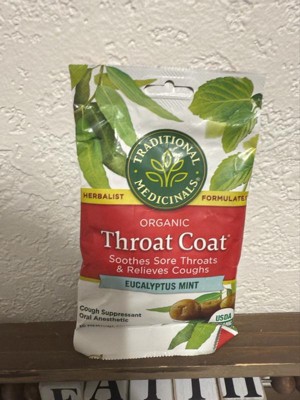 TRADITIONAL
MEDICINALS®
HERBALIST
FORMULATED
ORGANIC
Throat Coat®
Soothes Sore Throats
& Relieves Coughs
EUCALYPTUS MINT
Cough Suppressant
Oral Anesthetic
USDA
FAITH